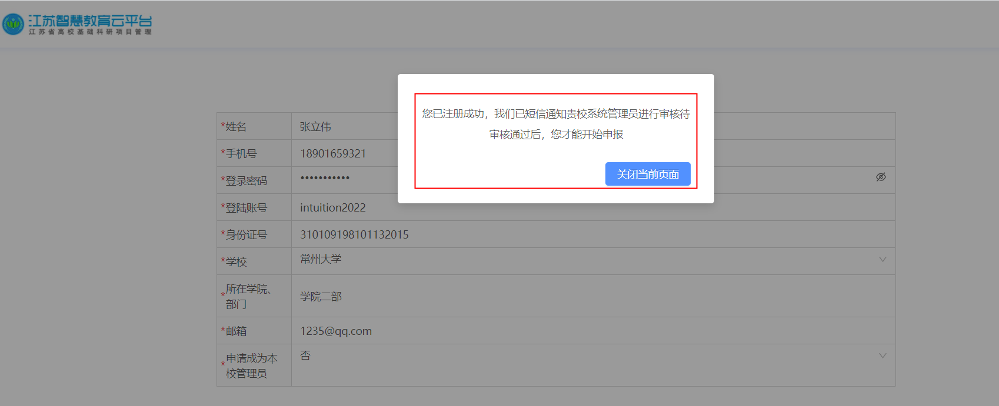 江苏智慧教育云平台
江苏省高校基础科研项目管理
您已注册成功，我们已短信通知贵校系统管理员进行审核待
审核通过后，您才能开始申报
关闭当前页面
*姓名 张立伟
*手机号 18901659321
*登录密码 •••••••••••
*登陆账号 intuition2022
*身份证号 310109198101132015
*学校 常州大学
*所在学院、
部门 学院二部
*邮箱 1235@qq.com
*申请成为本
校管理员 否